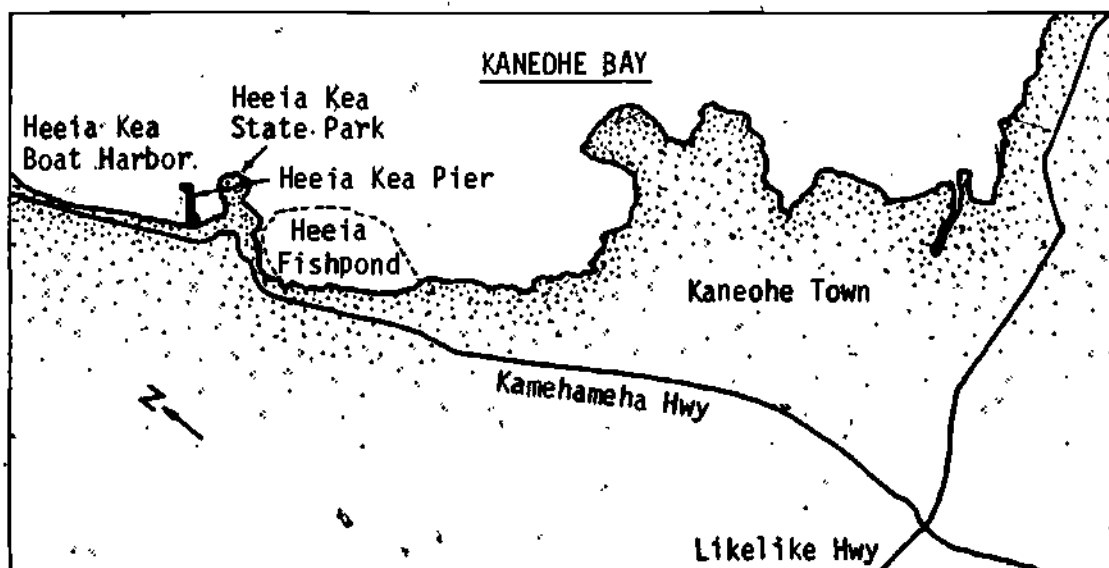 KANEDHE BAY
Heeia Kea
State Park
Heeia Kea
Boat Harbor
Heeia Kea Pier
Heeia
Fishpond
Kaneohe Town
Kamehameha Hwy
N
Likelike Hwy